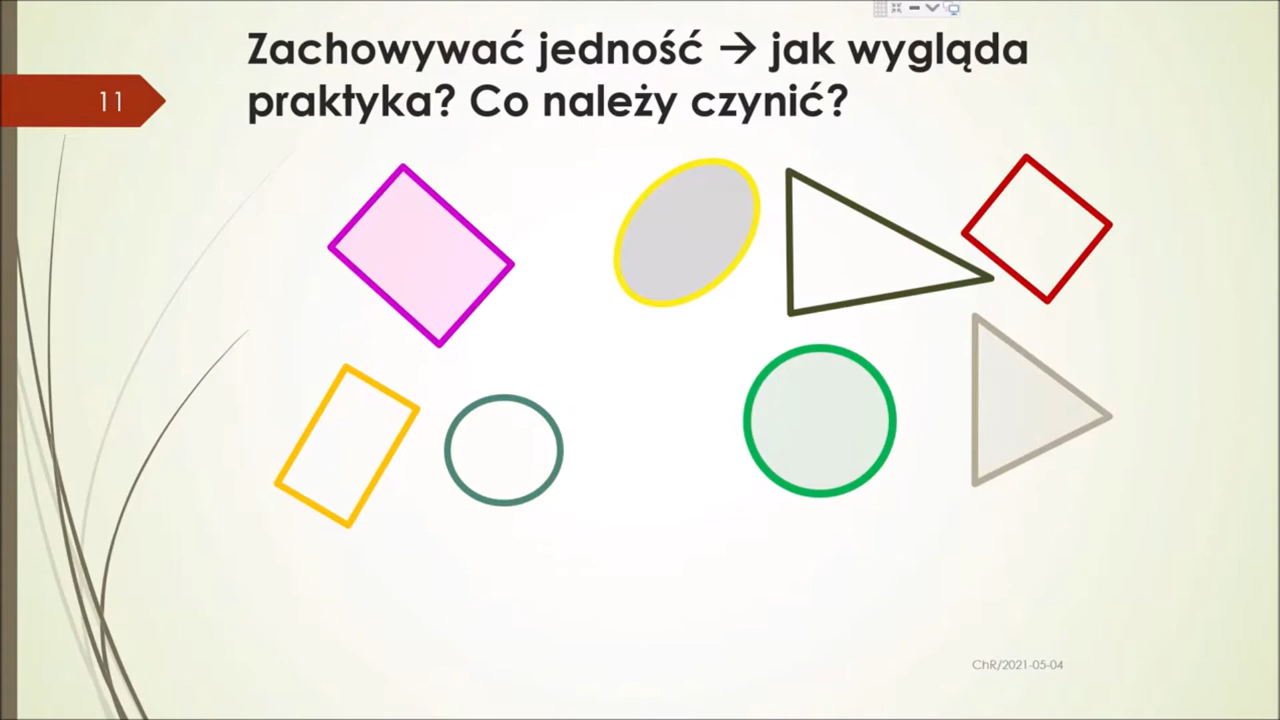 Zachowywać jedność → jak wygląda
praktyka? Co należy czynić?
11
ChR/2021-05-04